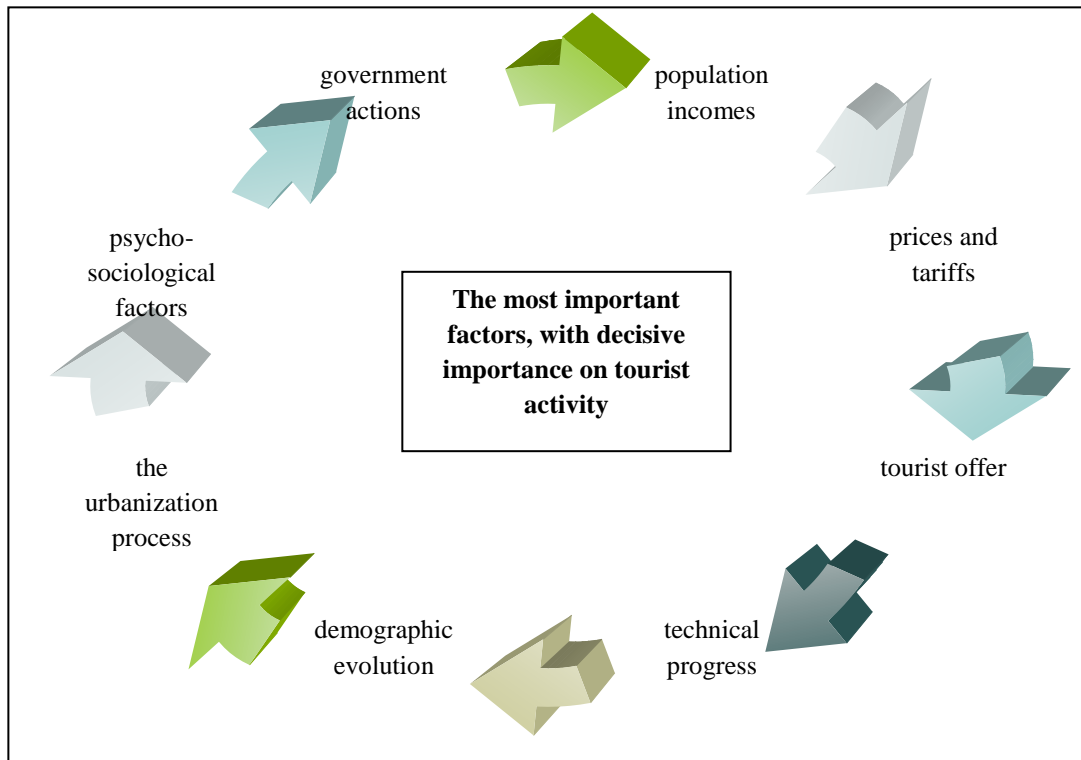 government
actions
population
incomes
prices and
tariffs
psycho-
sociological
factors
The most important
factors, with decisive
importance on tourist
activity
tourist offer
the
urbanization
process
demographic
evolution
technical
progress